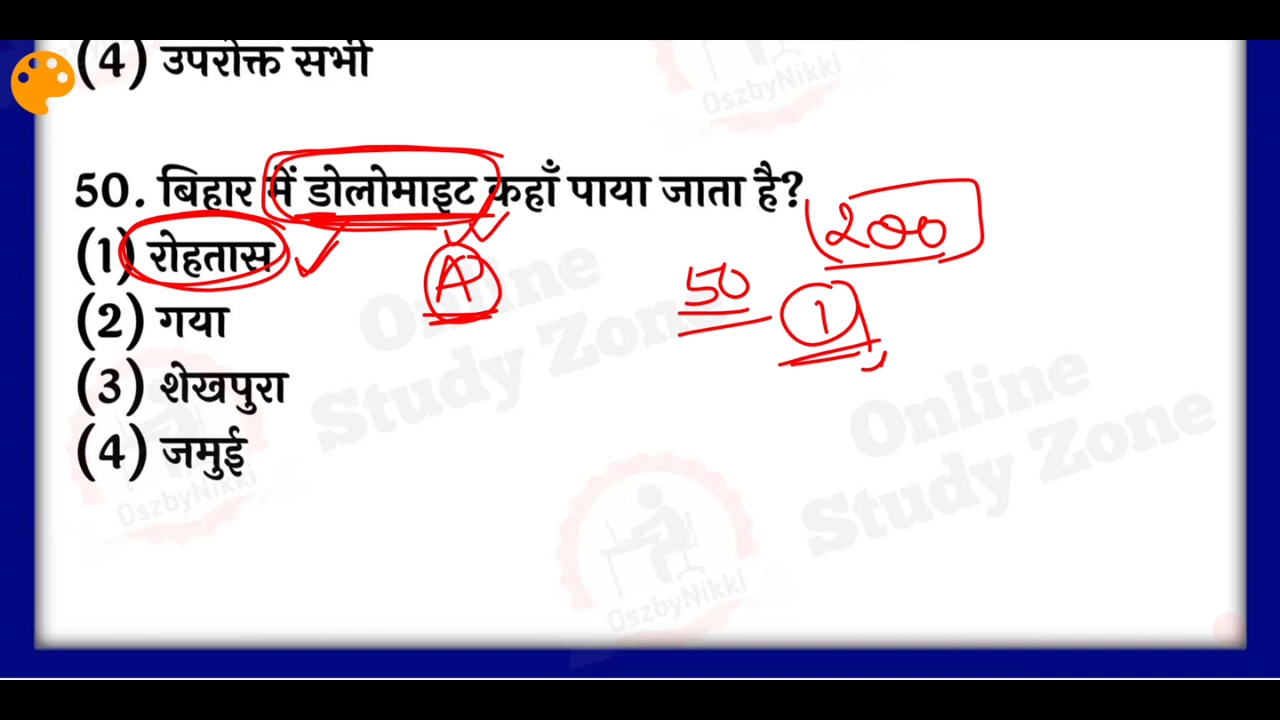 (4) उपरोक्त सभी
OszbyNikki
50. बिहार में डोलोमाइट कहाँ पाया जाता है?
200
(1) रोहतास
A
50
1
Online
Study Zone
(2) गया
(3) शेखपुरा
Online
Study Zone
(4) जमुई
OszbyNikki
OszbyNikki